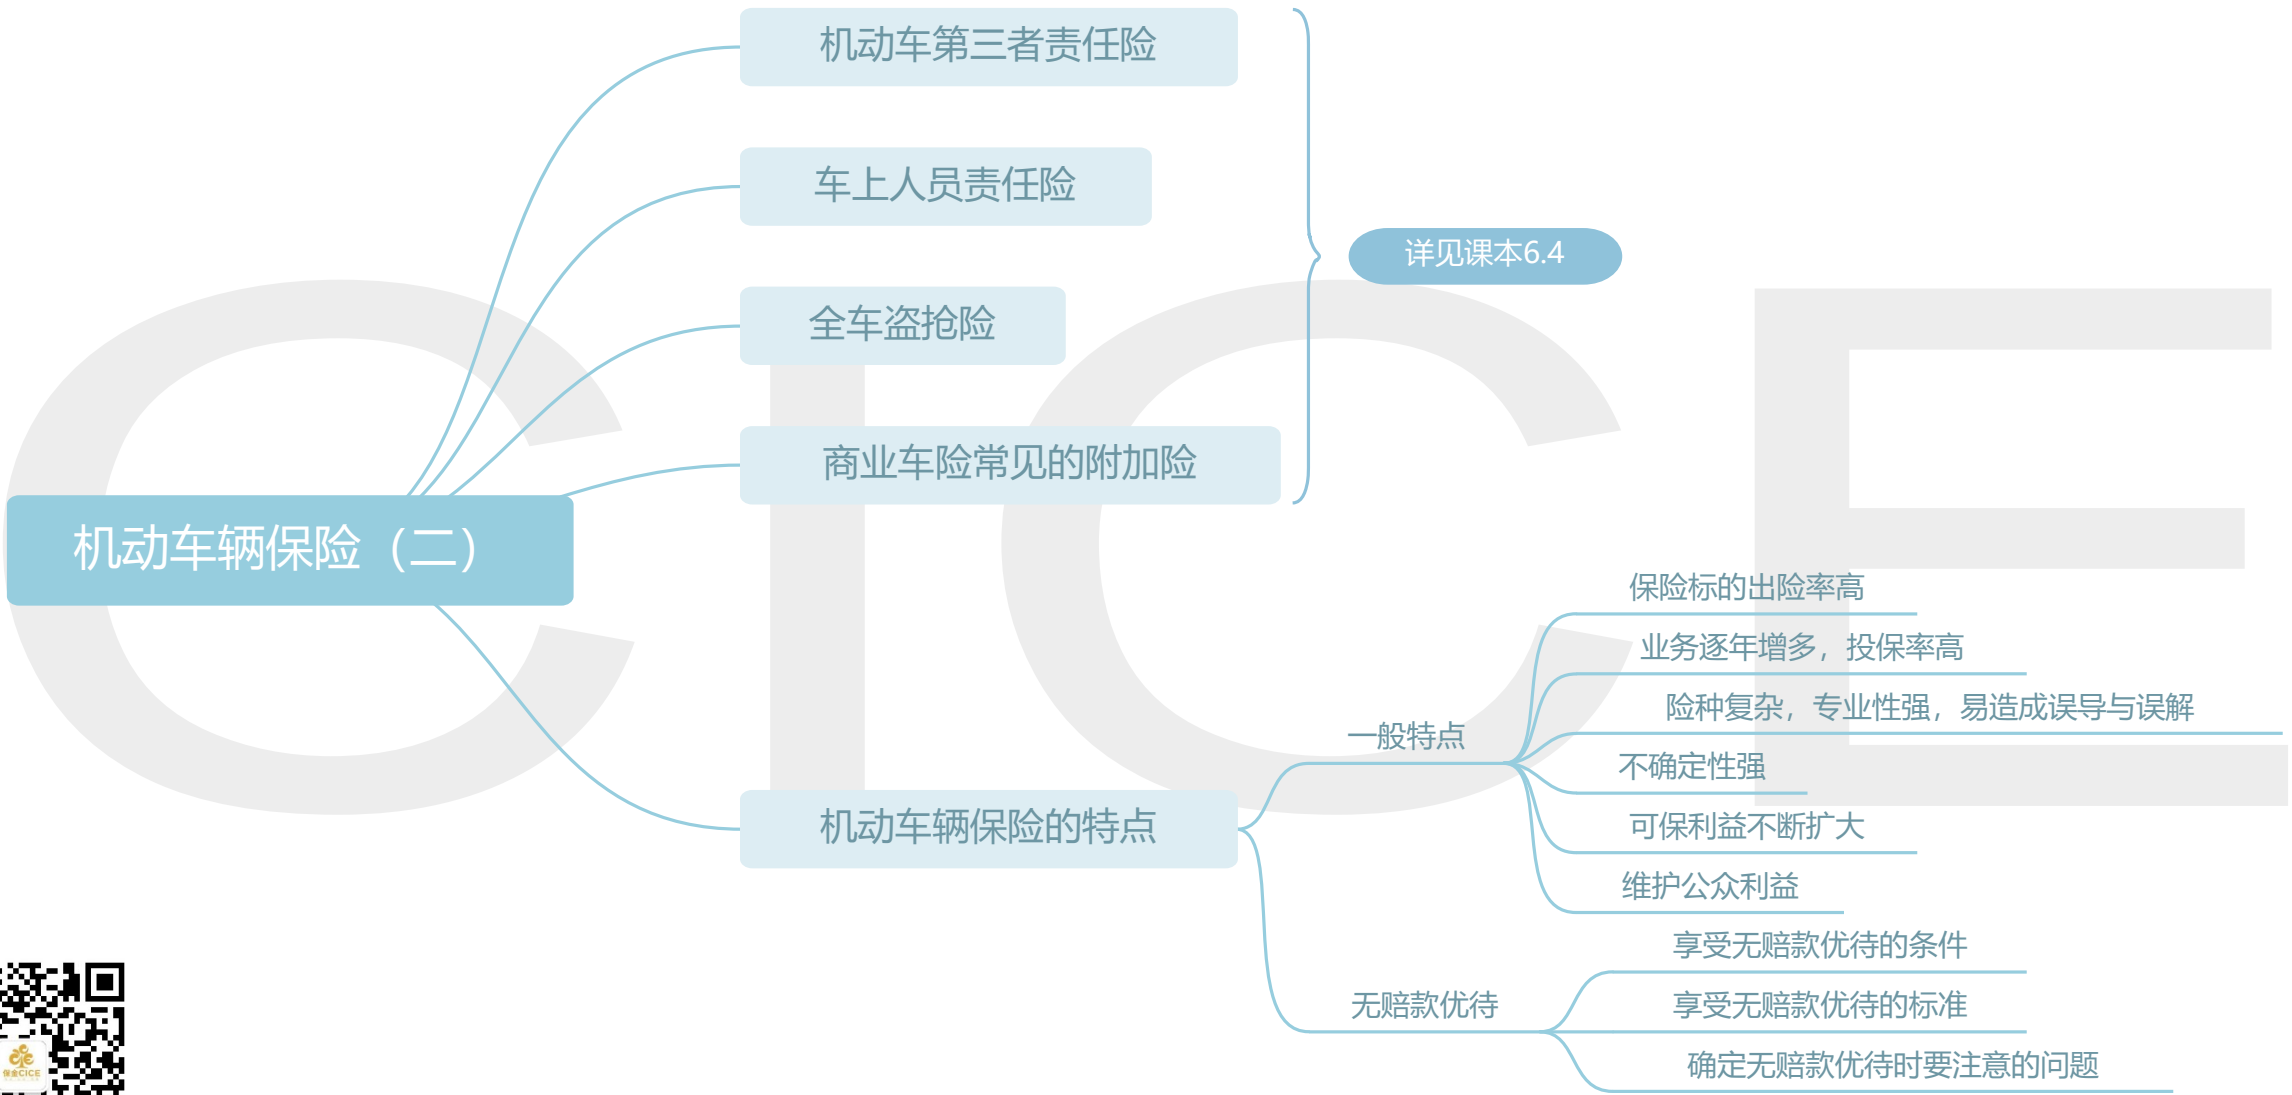 机动车第三者责任险
车上人员责任险
详见课本6.4
全车盗抢险
商业车险常见的附加险
机动车辆保险（二）
机动车辆保险的特点
一般特点
保险标的出险率高
业务逐年增多，投保率高
险种复杂，专业性强，易造成误导与误解
不确定性强
可保利益不断扩大
维护公众利益
无赔款优待
享受无赔款优待的条件
享受无赔款优待的标准
确定无赔款优待时要注意的问题
CICE
保金CICE